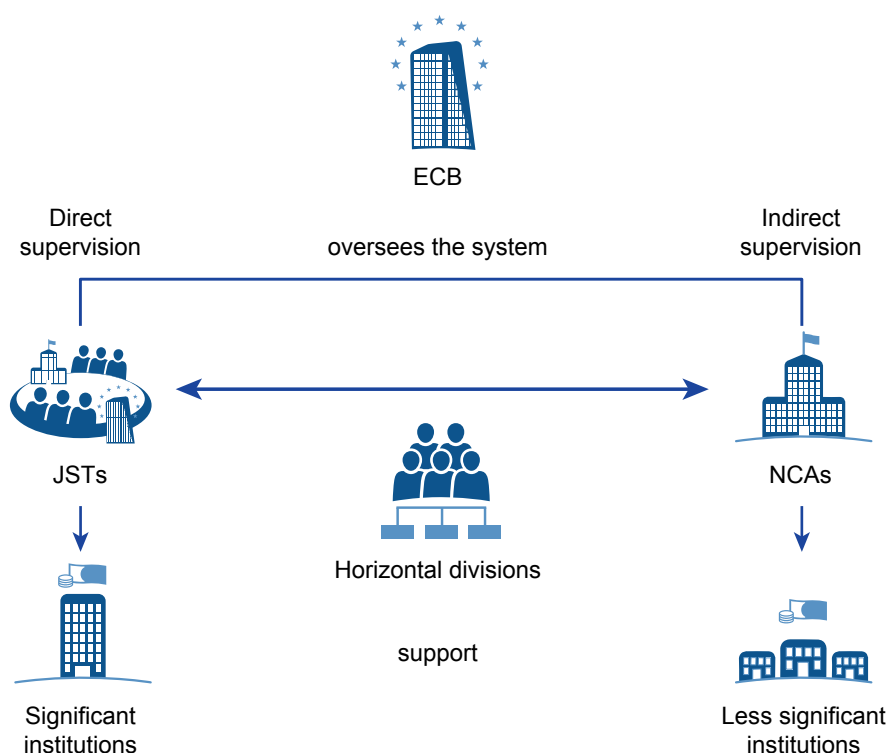 ECB
Direct
supervision
oversees the system
Indirect
supervision
JSTs
NCAs
Horizontal divisions
support
Significant
institutions
Less significant
institutions